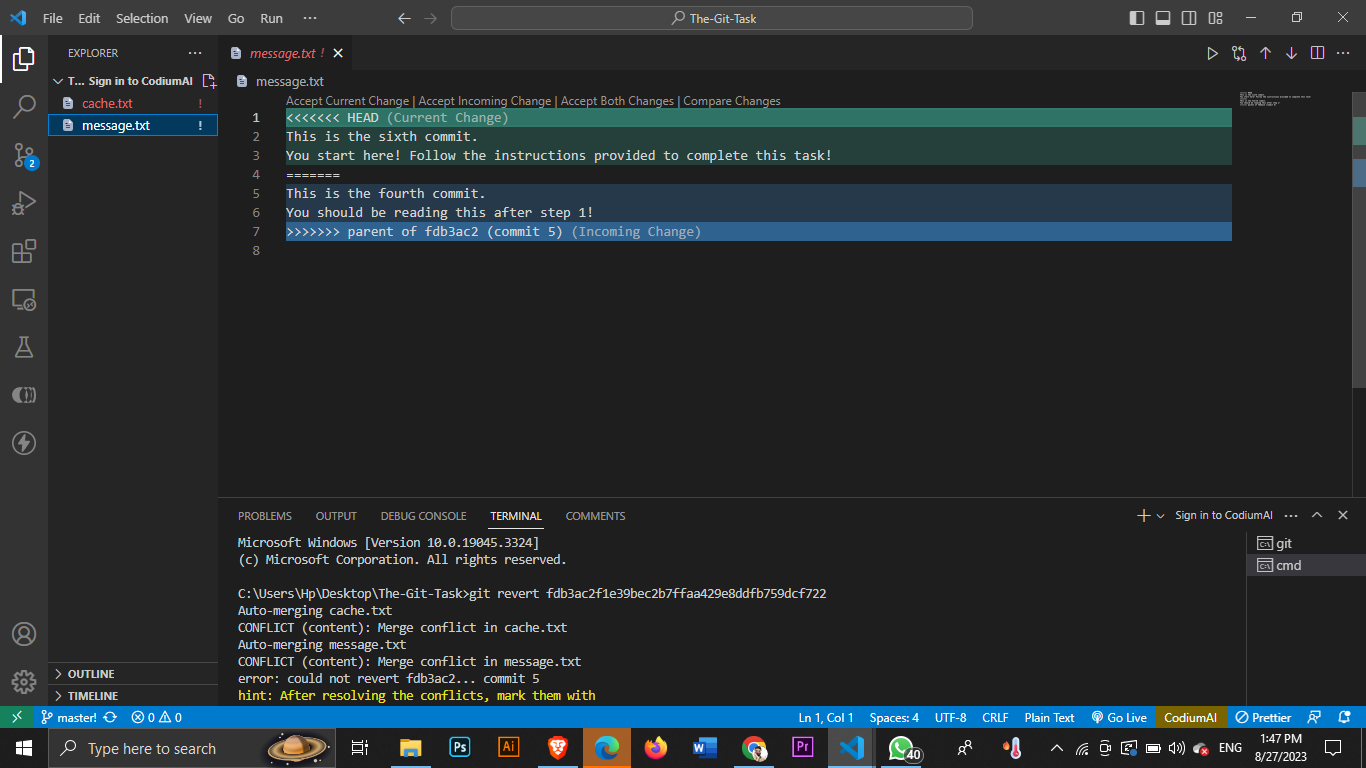 File Edit Selection View Go Run ···
The-Git-Task
EXPLORER ···
T... Sign in to CodiumAI
cache.txt !
message.txt !
OUTLINE
TIMELINE
2
message.txt !
message.txt
Accept Current Change | Accept Incoming Change | Accept Both Changes | Compare Changes
1 <<<<<<< HEAD (Current Change)
2 This is the sixth commit.
3 You start here! Follow the instructions provided to complete this task!
4 =======
5 This is the fourth commit.
6 You should be reading this after step 1!
7 >>>>>>> parent of fdb3ac2 (commit 5) (Incoming Change)
8
PROBLEMS OUTPUT DEBUG CONSOLE TERMINAL COMMENTS
Sign in to CodiumAI ···
git
cmd
Microsoft Windows [Version 10.0.19045.3324]
(c) Microsoft Corporation. All rights reserved.
C:\Users\Hp\Desktop\The-Git-Task>git revert fdb3ac2f1e39bec2b7ffaa429e8ddfb759dcf722
Auto-merging cache.txt
CONFLICT (content): Merge conflict in cache.txt
Auto-merging message.txt
CONFLICT (content): Merge conflict in message.txt
error: could not revert fdb3ac2... commit 5
hint: After resolving the conflicts, mark them with
master! 0 0
Ln 1, Col 1 Spaces: 4 UTF-8 CRLF Plain Text Go Live CodiumAI Prettier
Type here to search
Ps
Ai
W
Pr
40
ENG
1:47 PM
8/27/2023